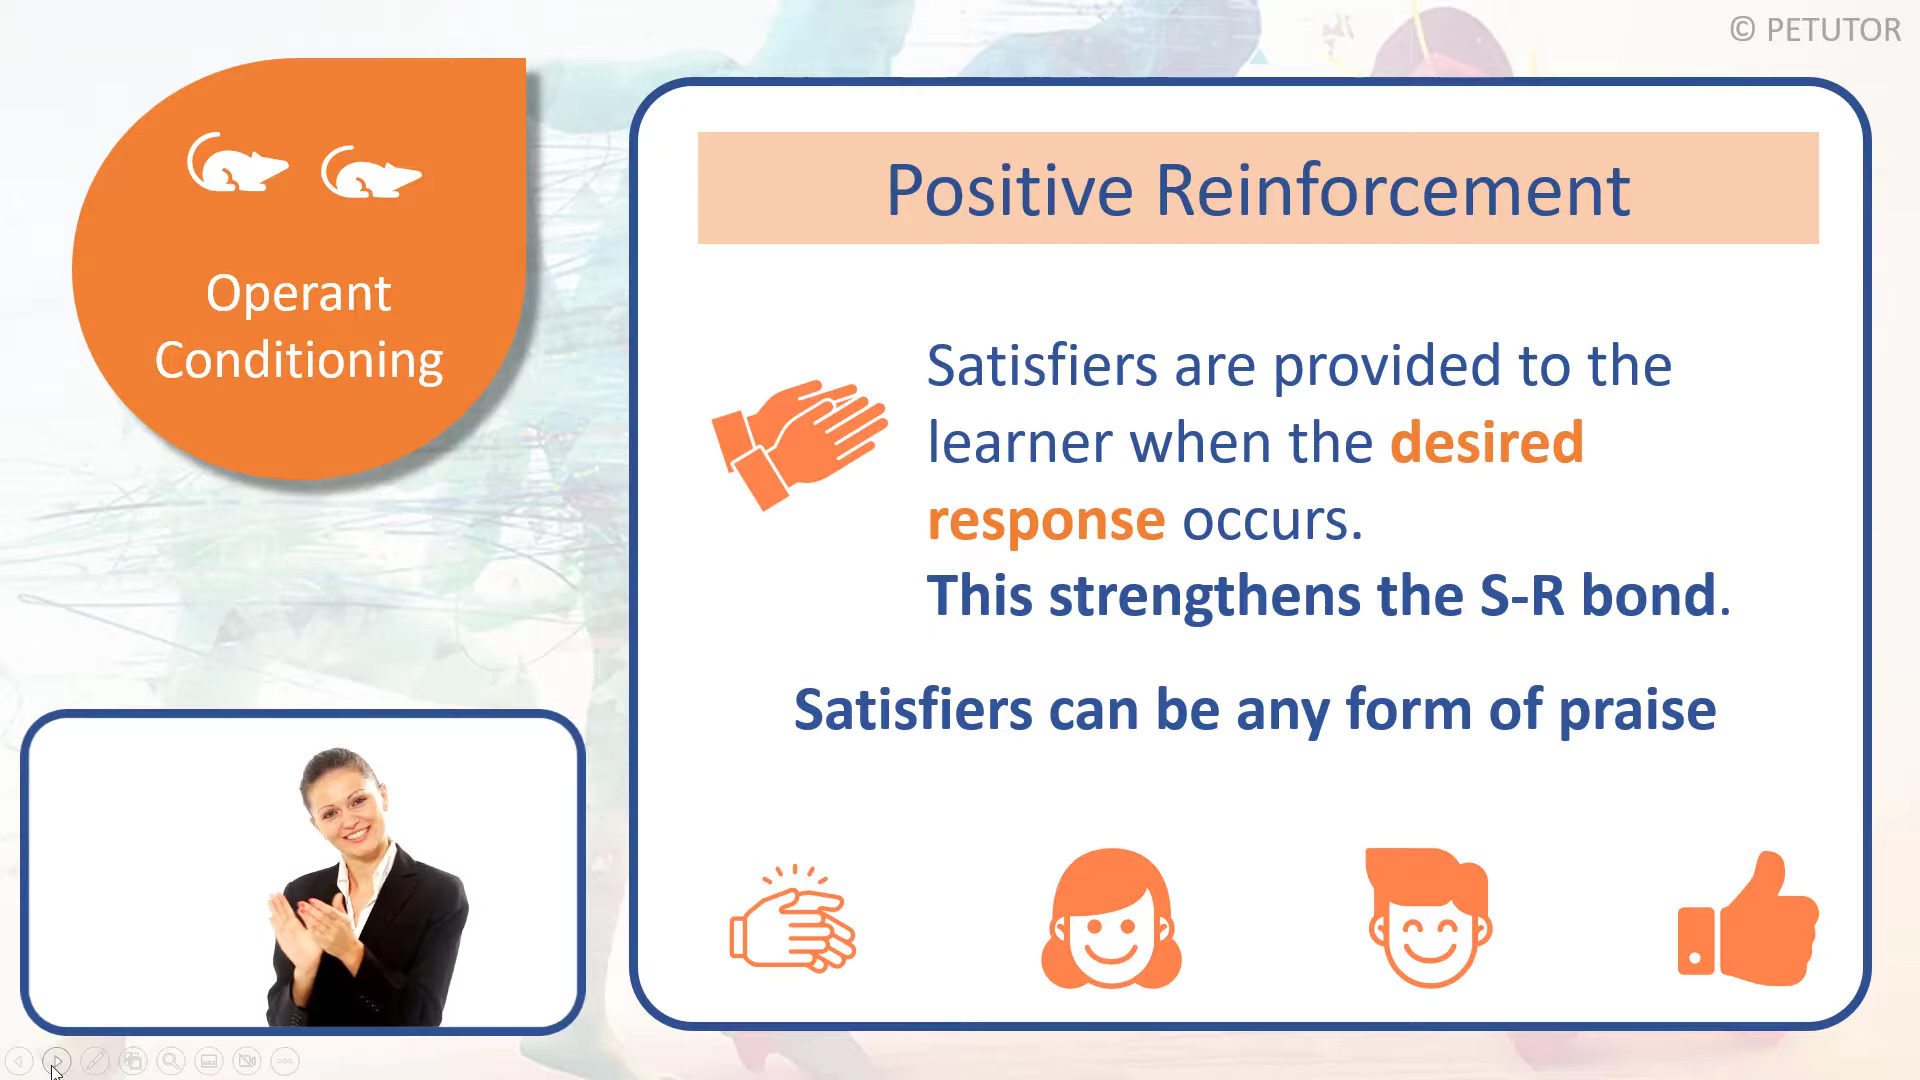 © PETUTOR
Operant
Conditioning
Positive Reinforcement
Satisfiers are provided to the
learner when the desired
response occurs.
This strengthens the S-R bond.
Satisfiers can be any form of praise